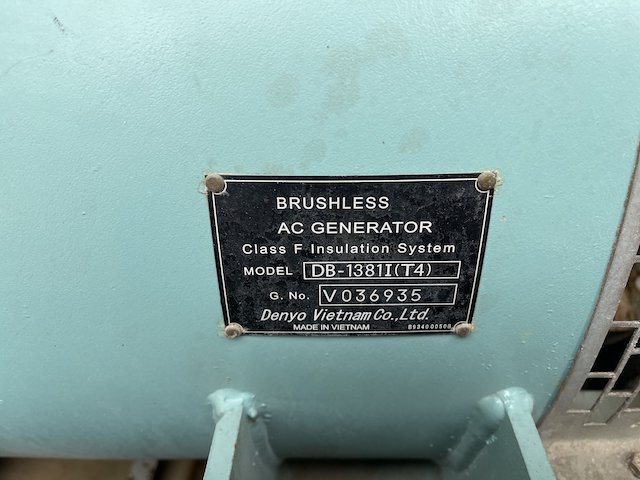 BRUSHLESS
AC GENERATOR
Class F Insulation System
MODEL DB-1381I(T4)
G. No. V036935
Denyo Vietnam Co.,Ltd.
MADE IN VIETNAM